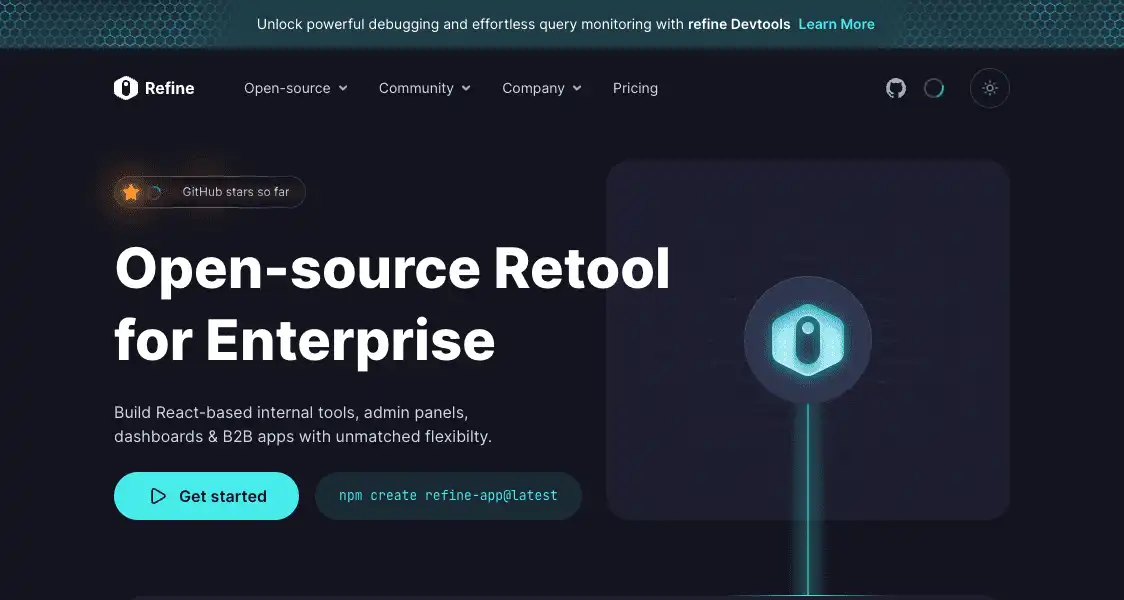 Unlock powerful debugging and effortless query monitoring with refine Devtools Learn More
Refine Open-source Community Company Pricing
GitHub stars so far
Open-source Retool
for Enterprise
Build React-based internal tools, admin panels,
dashboards & B2B apps with unmatched flexibilty.
Get started npm create refine-app@latest